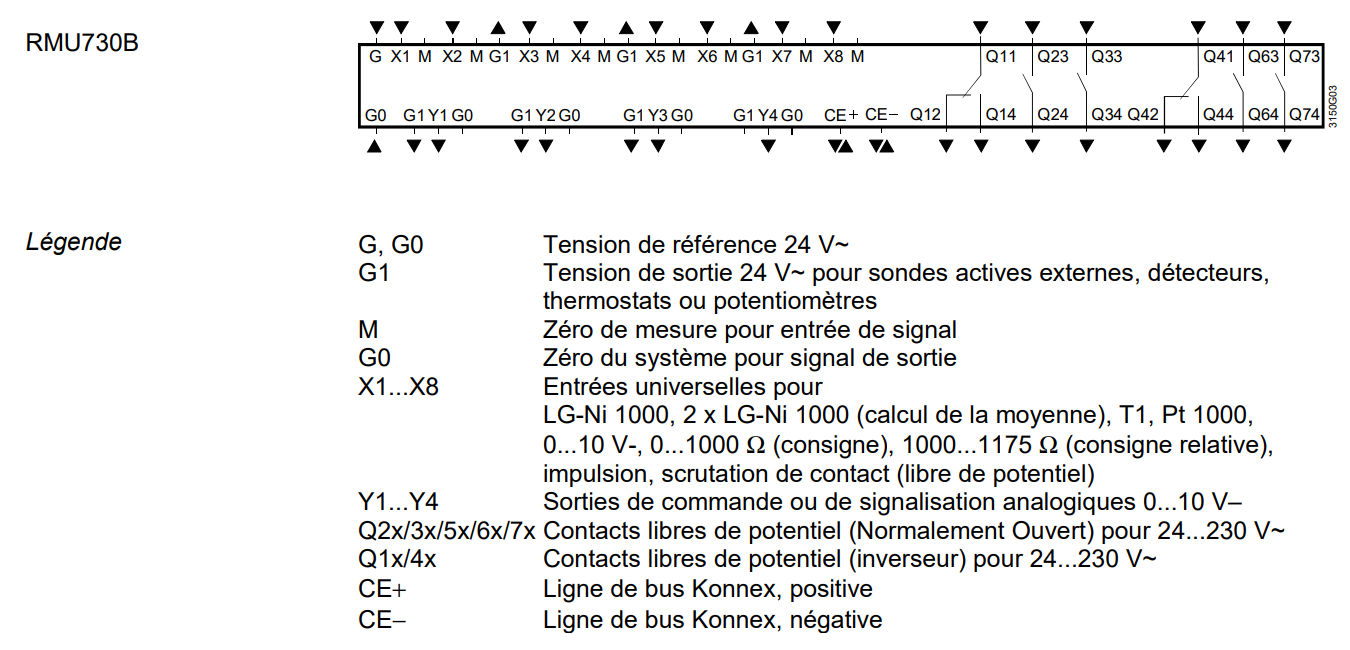 RMU730B
G X1 M X2 M G1 X3 M X4 M G1 X5 M X6 M G1 X7 M X8 M Q11 Q23 Q33 Q41 Q63 Q73
G0 G1 Y1 G0 G1 Y2 G0 G1 Y3 G0 G1 Y4 G0 CE+ CE− Q12 Q14 Q24 Q34 Q42 Q44 Q64 Q74
3150G03
Légende
G, G0 Tension de référence 24 V~
G1 Tension de sortie 24 V~ pour sondes actives externes, détecteurs,
thermostats ou potentiomètres
M Zéro de mesure pour entrée de signal
G0 Zéro du système pour signal de sortie
X1...X8 Entrées universelles pour
LG-Ni 1000, 2 x LG-Ni 1000 (calcul de la moyenne), T1, Pt 1000,
0...10 V-, 0...1000 Ω (consigne), 1000...1175 Ω (consigne relative),
impulsion, scrutation de contact (libre de potentiel)
Y1...Y4 Sorties de commande ou de signalisation analogiques 0...10 V–
Q2x/3x/5x/6x/7x Contacts libres de potentiel (Normalement Ouvert) pour 24...230 V~
Q1x/4x Contacts libres de potentiel (inverseur) pour 24...230 V~
CE+ Ligne de bus Konnex, positive
CE− Ligne de bus Konnex, négative